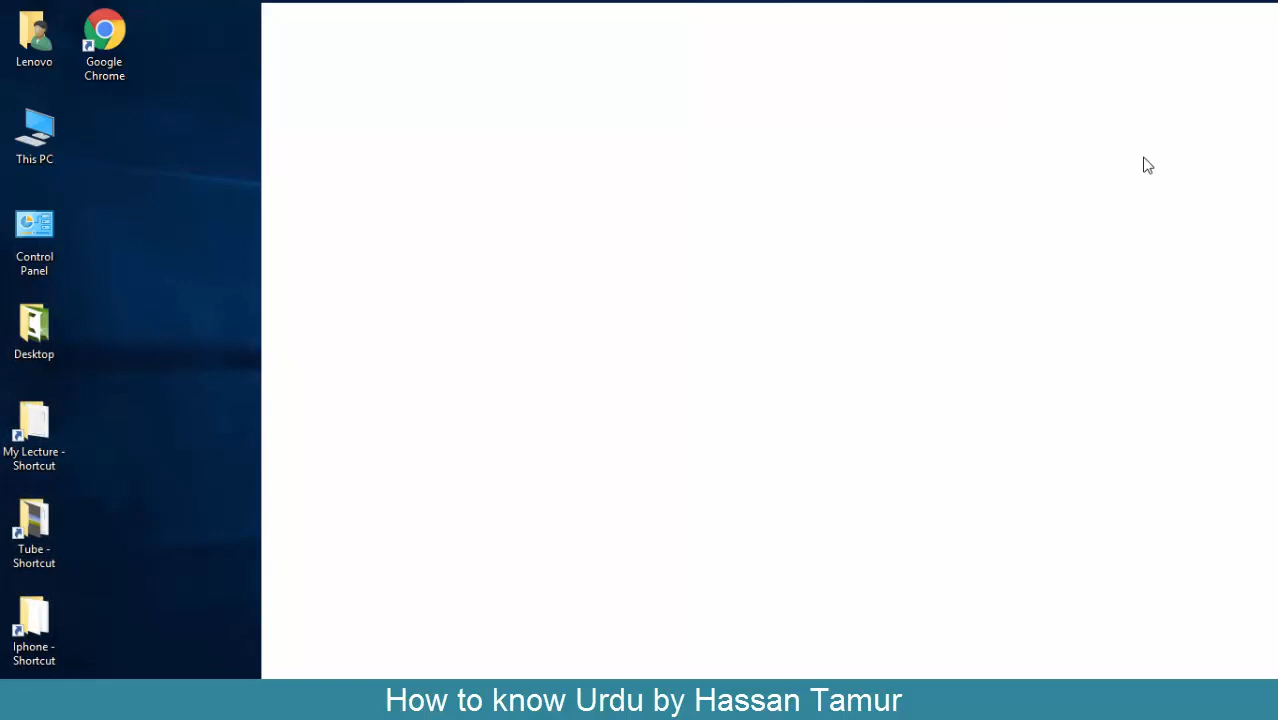 Lenovo
Google
Chrome
This PC
Control
Panel
Desktop
My Lecture -
Shortcut
Tube -
Shortcut
Iphone -
Shortcut
How to know Urdu by Hassan Tamur